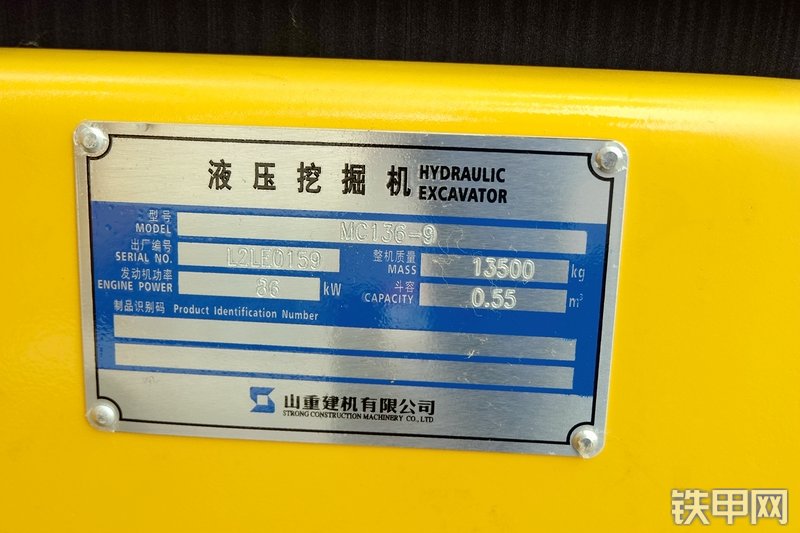 液压挖掘机 HYDRAULIC EXCAVATOR
型号 MODEL MC136-9
出厂编号 SERIAL NO. L2LF0159 整机质量 MASS 13500 kg
发动机功率 ENGINE POWER 86 kW 斗容 CAPACITY 0.55 m³
制品识别码 Product Identification Number
山重建机有限公司
STRONG CONSTRUCTION MACHINERY CO., LTD
铁甲网